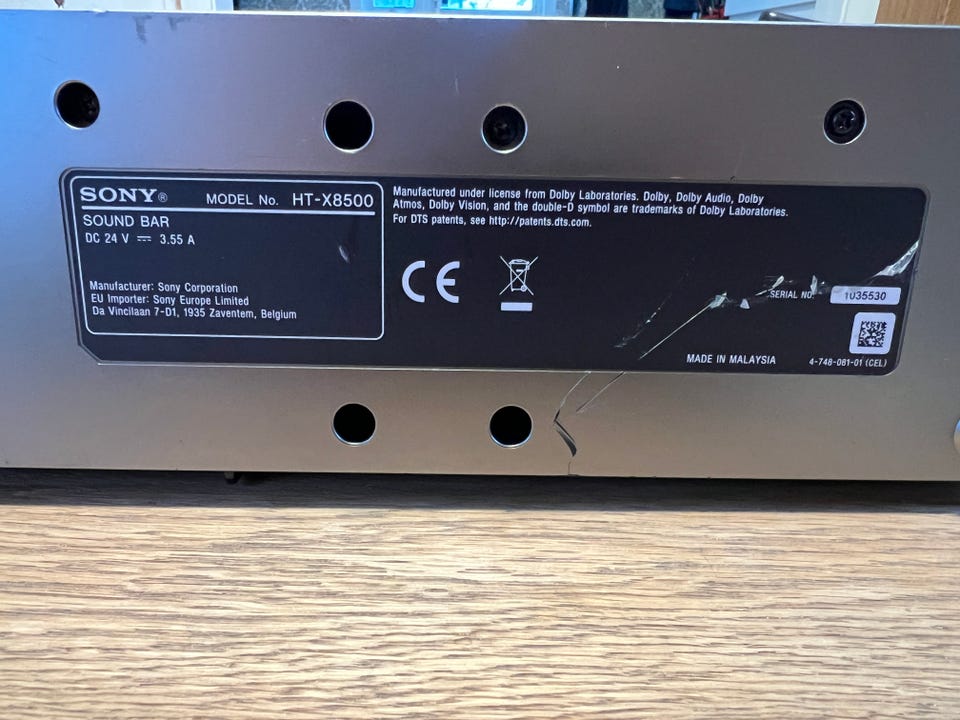 SONY® MODEL No. HT-X8500
SOUND BAR
DC 24 V ⎓ 3.55 A
Manufacturer: Sony Corporation
EU Importer: Sony Europe Limited
Da Vincilaan 7-D1, 1935 Zaventem, Belgium
Manufactured under license from Dolby Laboratories. Dolby, Dolby Audio, Dolby
Atmos, Dolby Vision, and the double-D symbol are trademarks of Dolby Laboratories.
For DTS patents, see http://patents.dts.com.
CE
SERIAL NO. 1035530
MADE IN MALAYSIA 4-748-081-01 (CEL)